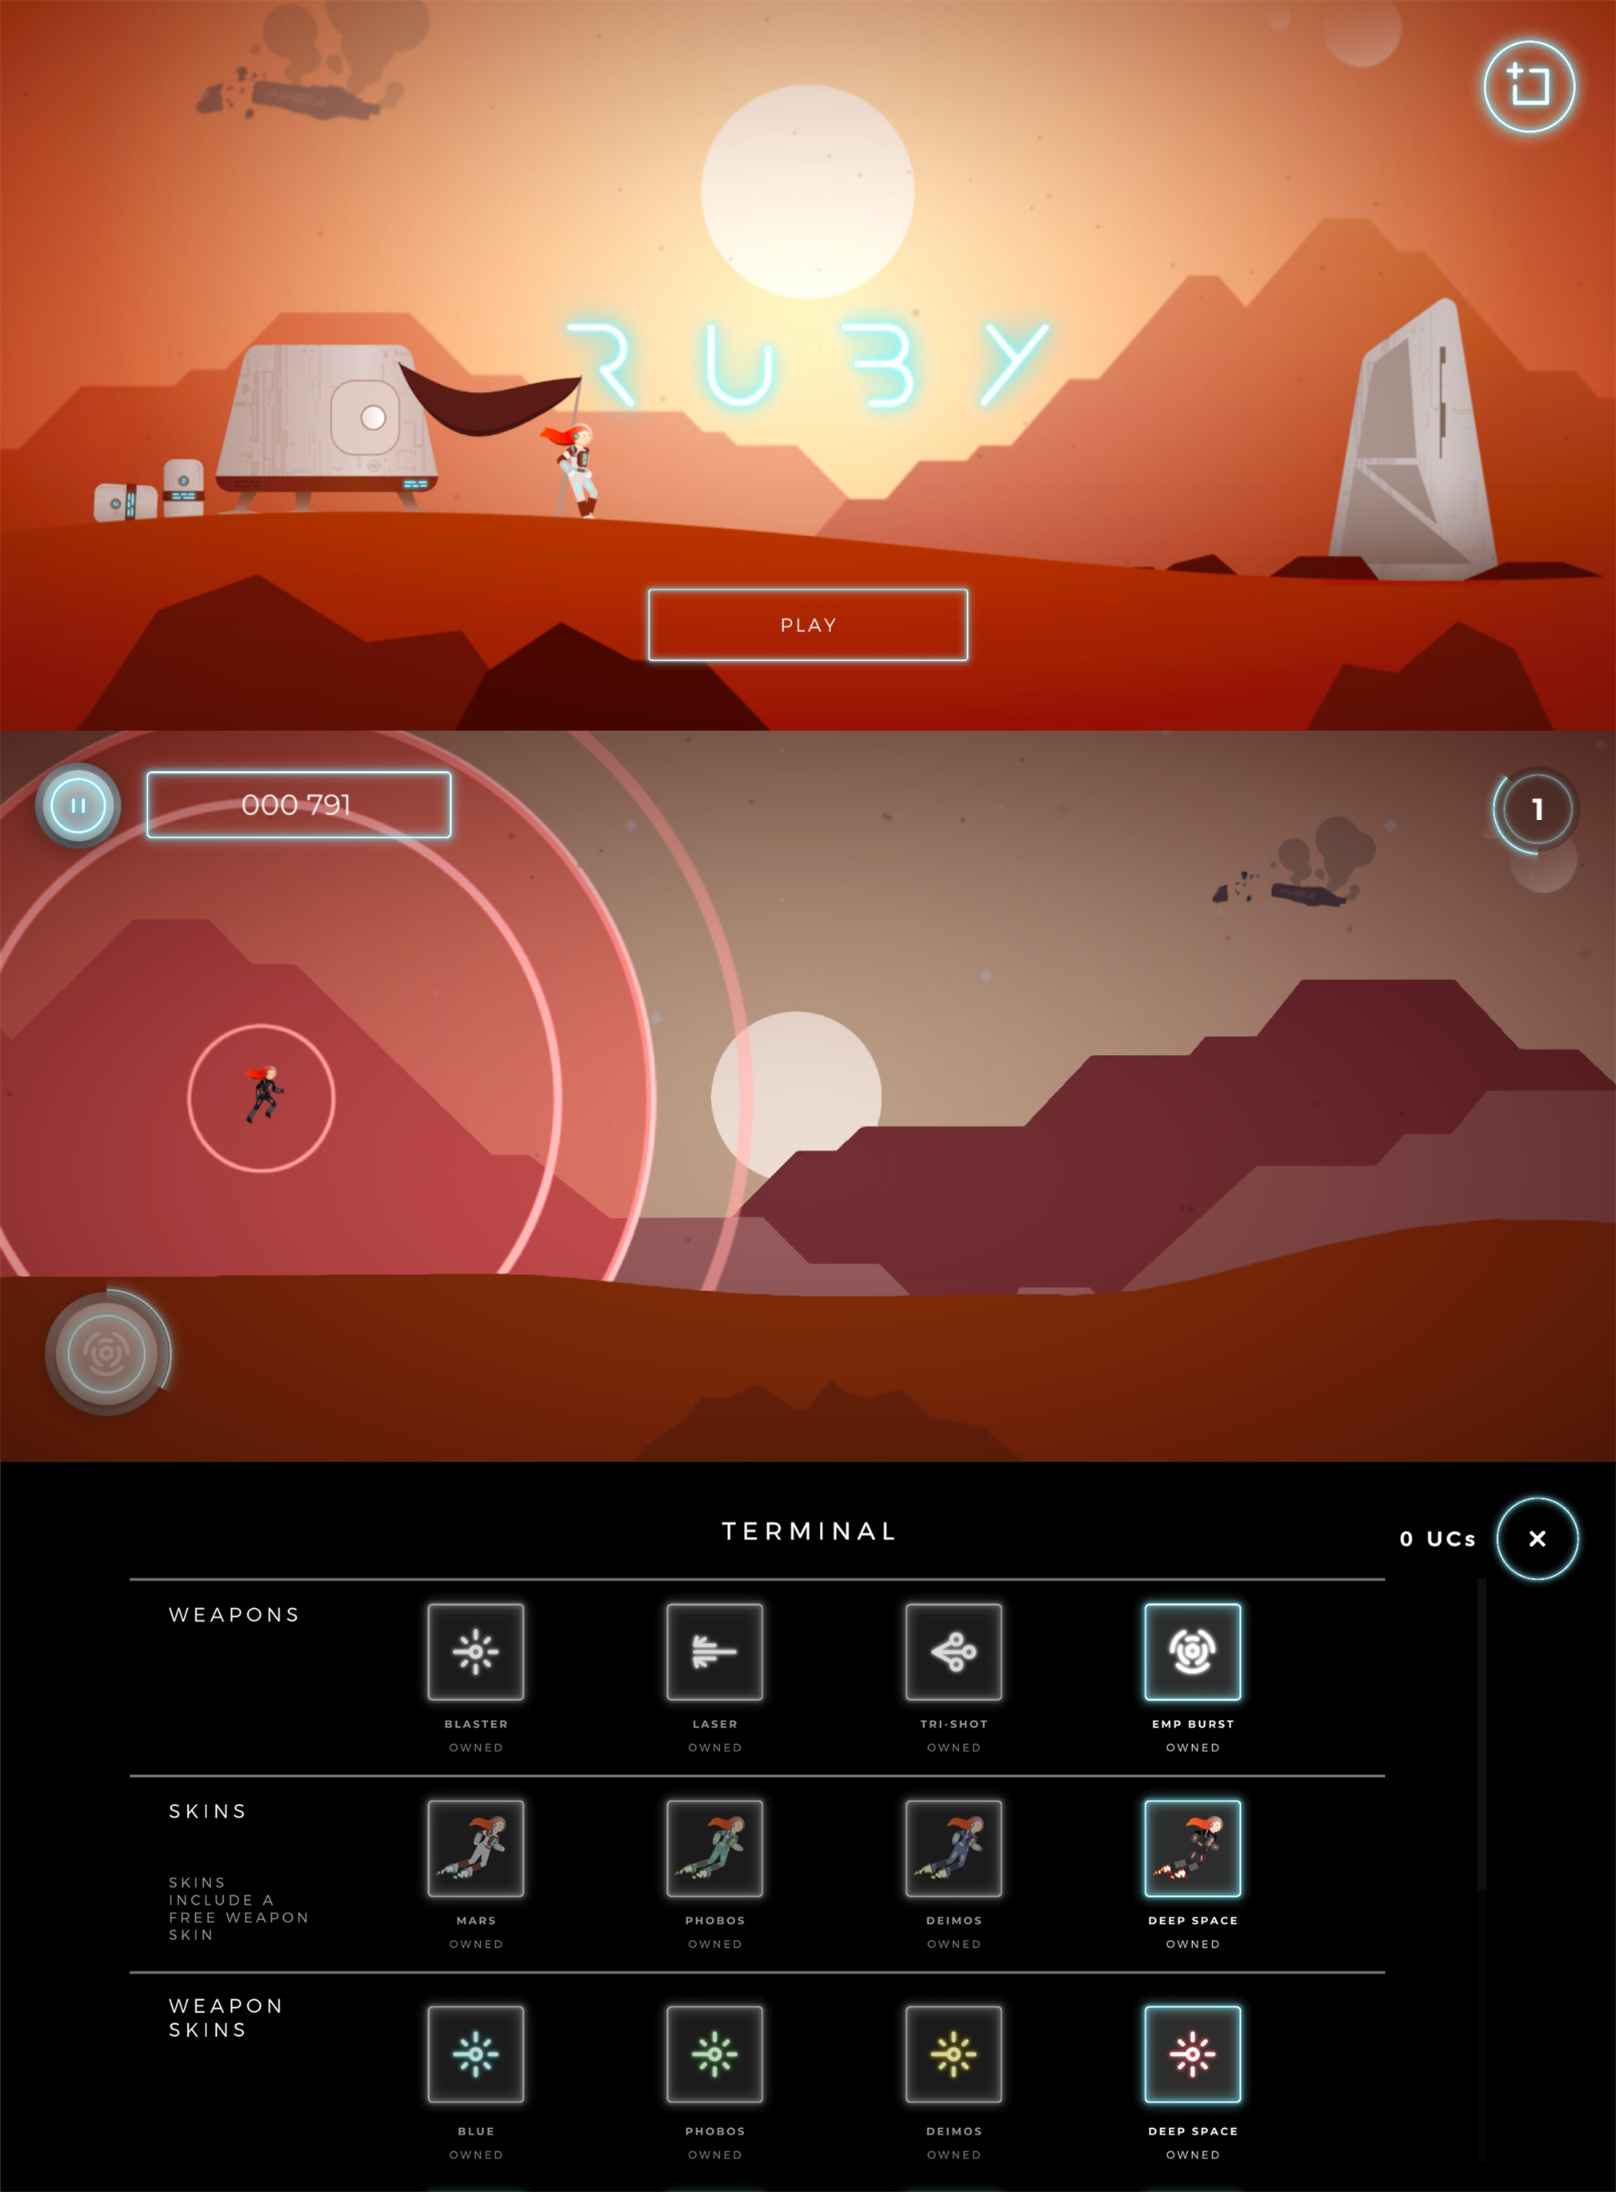 RUBY
PLAY
000 791
1
TERMINAL
0 UCs
WEAPONS
BLASTER
OWNED
LASER
OWNED
TRI-SHOT
OWNED
EMP BURST
OWNED
SKINS
SKINS
INCLUDE A
FREE WEAPON
SKIN
MARS
OWNED
PHOBOS
OWNED
DEIMOS
OWNED
DEEP SPACE
OWNED
WEAPON
SKINS
BLUE
OWNED
PHOBOS
OWNED
DEIMOS
OWNED
DEEP SPACE
OWNED